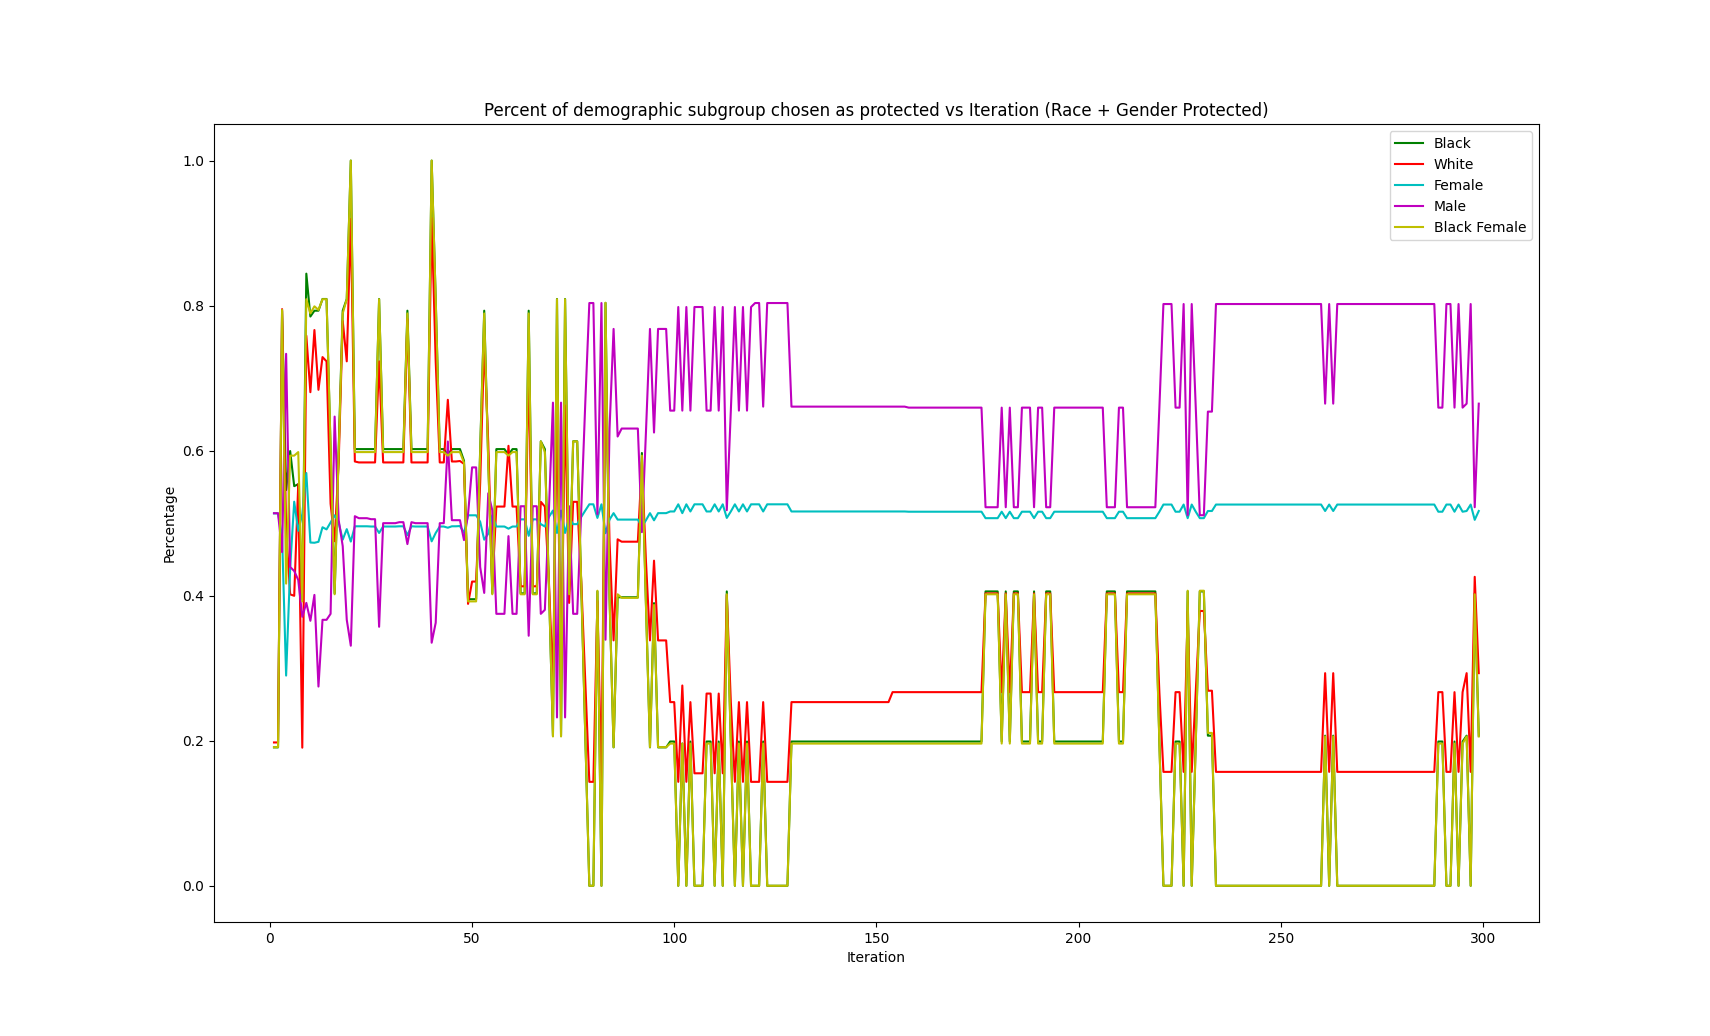 Percent of demographic subgroup chosen as protected vs Iteration (Race + Gender Protected)
Black
White
Female
Male
Black Female
Percentage
1.0
0.8
0.6
0.4
0.2
0.0
0 50 100 150 200 250 300
Iteration